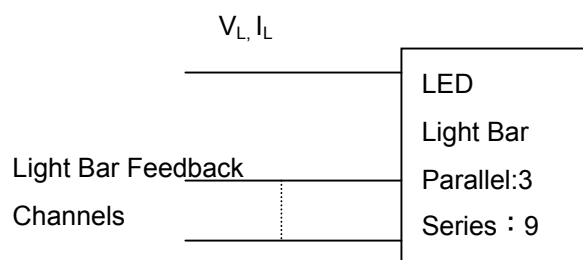 VL, IL
LED
Light Bar
Parallel:3
Series：9
Light Bar Feedback
Channels